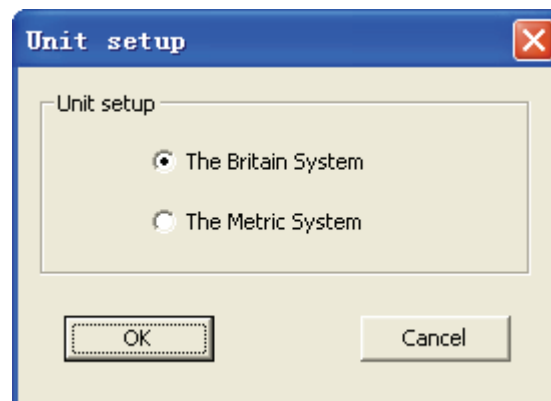 Unit setup
Unit setup
The Britain System
The Metric System
OK
Cancel